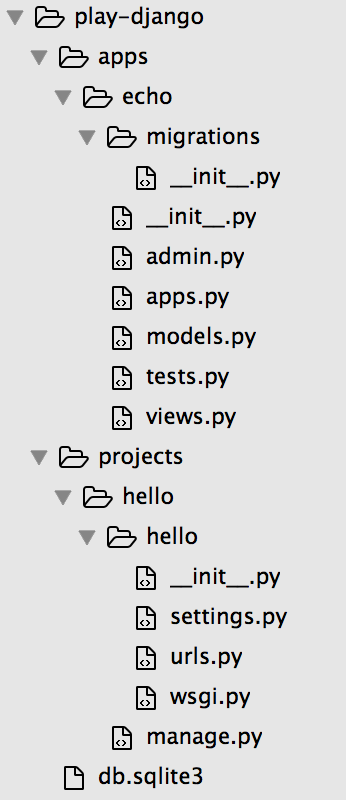 play-django
apps
echo
migrations
__init__.py
__init__.py
admin.py
apps.py
models.py
tests.py
views.py
projects
hello
hello
__init__.py
settings.py
urls.py
wsgi.py
manage.py
db.sqlite3